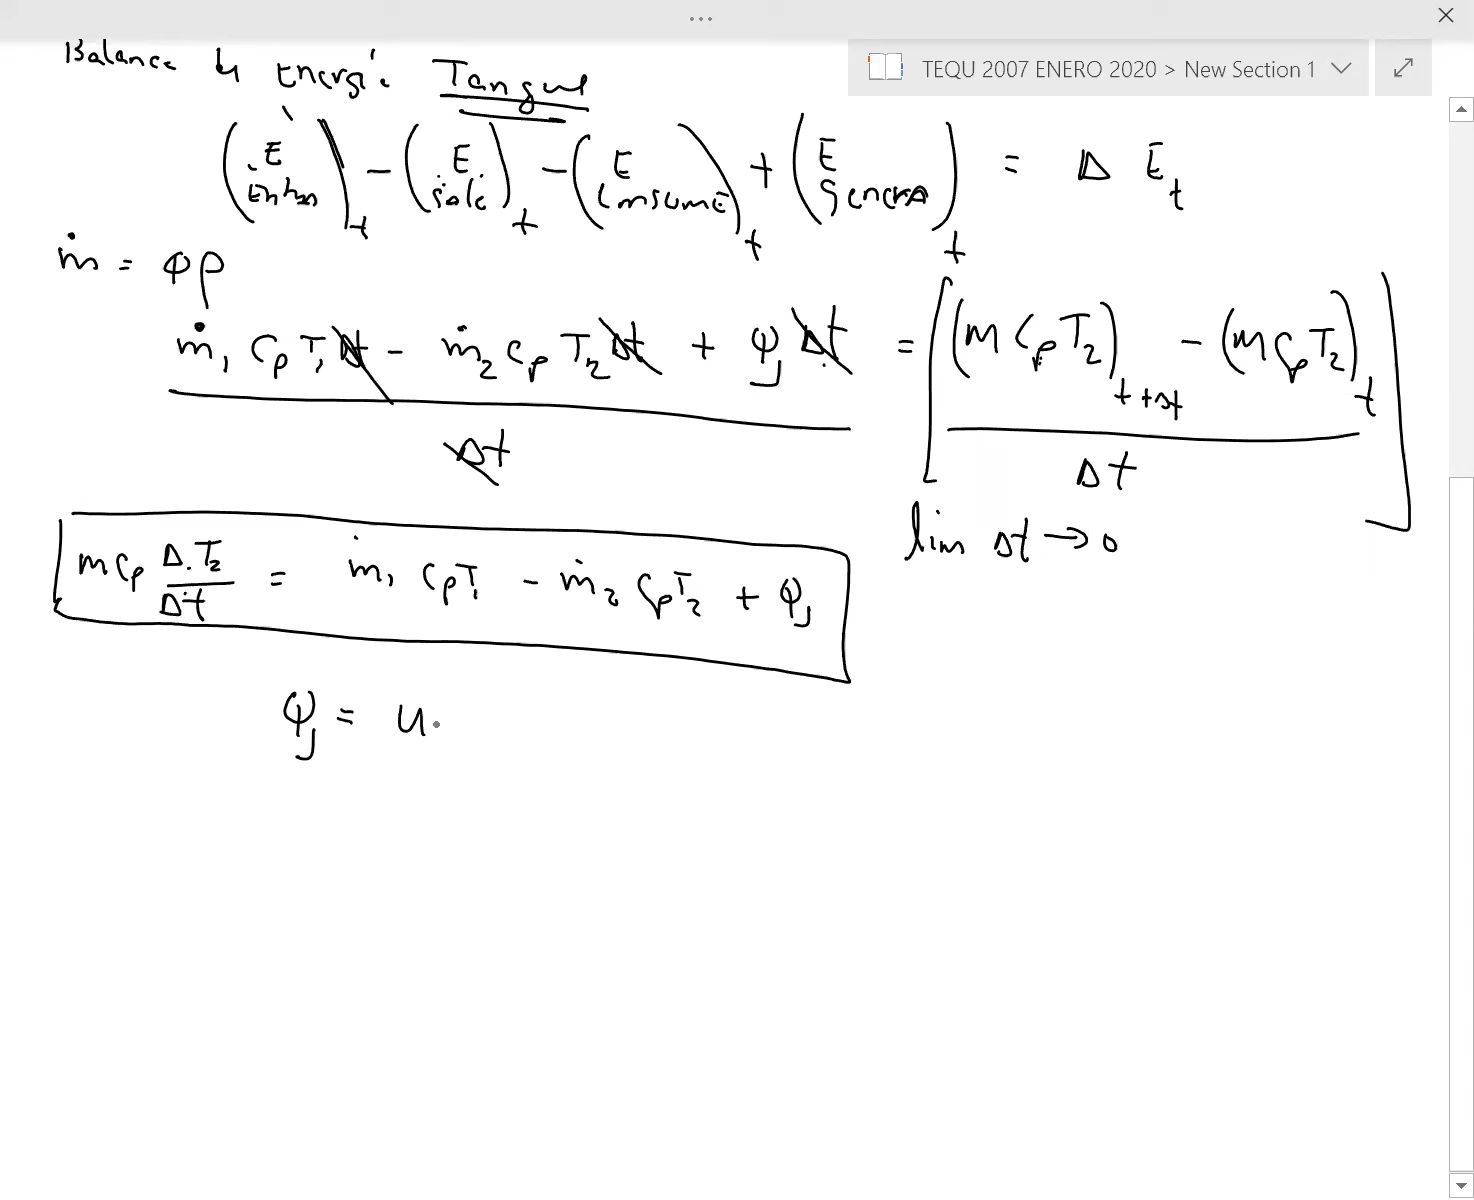 TEQU 2007 ENERO 2020 > New Section 1
Balance de Energía Tanque
(E Entra)t - (E Sale)t - (E Consume)t + (E Genera)t = Δ Et
ṁ = φρ
ṁ1 Cp T1 Δt - ṁ2 Cp T2 Δt + φj Δt = [(m Cp T2)t+Δt - (m Cp T2)t]
Δt Δt
lim Δt → 0
m Cp ΔT2/Δt = ṁ1 Cp T1 - ṁ2 Cp T2 + φj
φj = U.